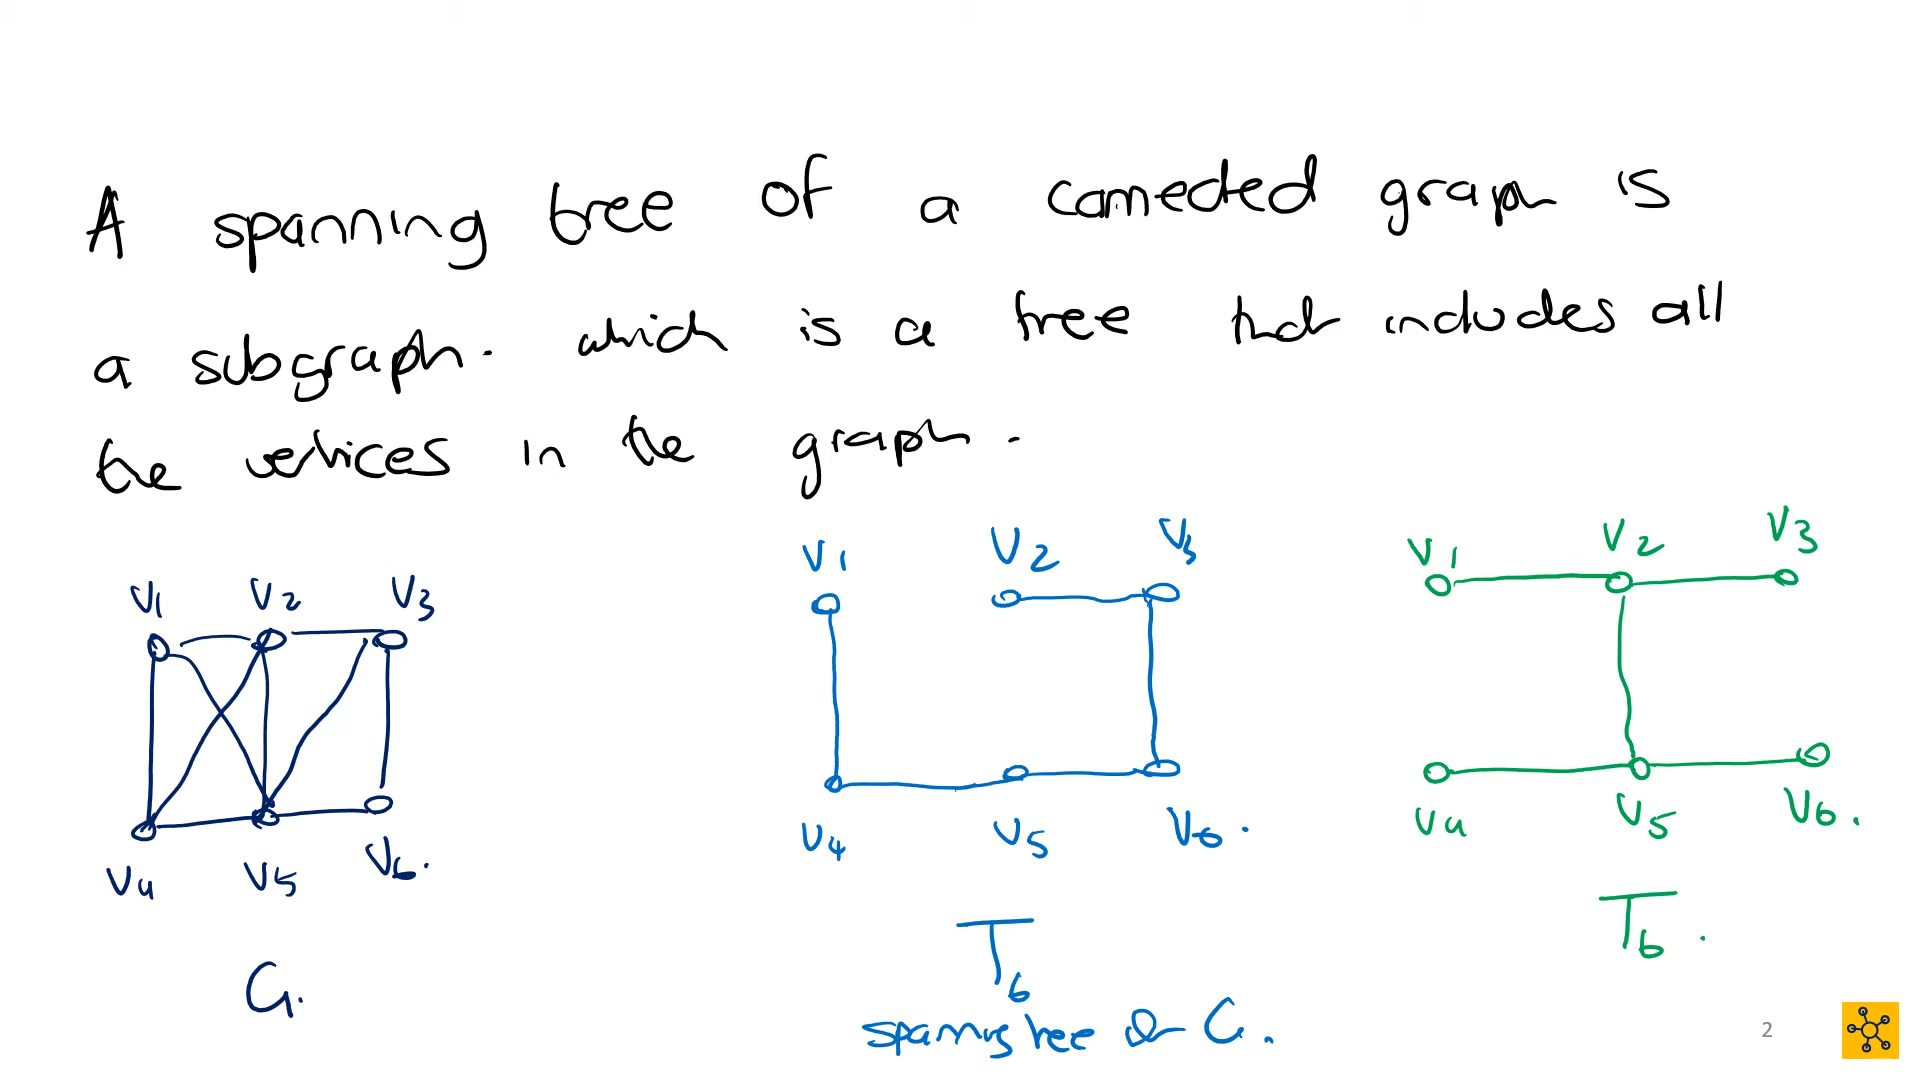 A spanning tree of a connected graph is
a subgraph. which is a tree that includes all
the vertices in the graph.
V1 V2 V3
V4 V5 V6.
G.
V1 V2 V3
V4 V5 V6.
T6
spanning tree of G.
V1 V2 V3
V4 V5 V6.
T6.
2